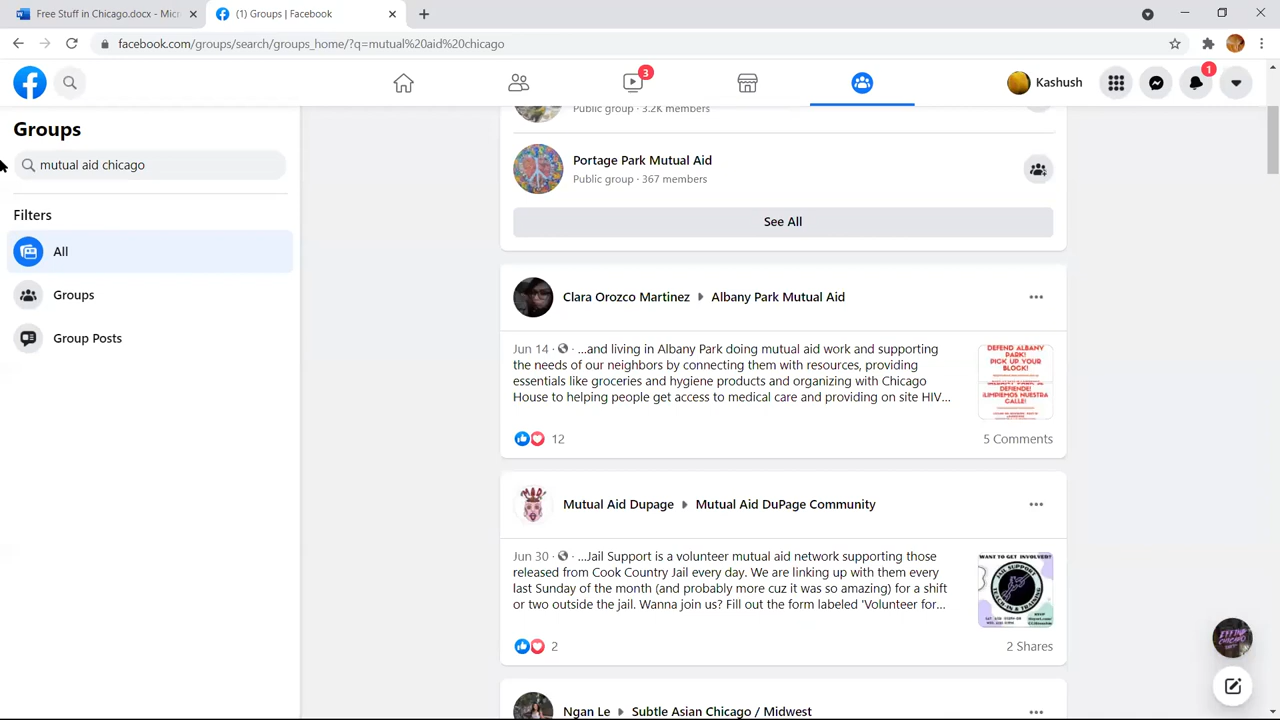 Free Stuff in Chicago.docx - Micr
(1) Groups | Facebook
facebook.com/groups/search/groups_home/?q=mutual%20aid%20chicago
3
Kashush
1
Groups
mutual aid chicago
Filters
All
Groups
Group Posts
Public group · 3.2K members
Portage Park Mutual Aid
Public group · 367 members
See All
Clara Orozco Martinez
Albany Park Mutual Aid
Jun 14 · · ...and living in Albany Park doing mutual aid work and supporting
the needs of our neighbors by connecting them with resources, providing
essentials like groceries and hygiene products and organizing with Chicago
House to helping people get access to medical care and providing on site HIV...
DEFEND ALBANY
PARK!
PICK UP YOUR
BLOCK!
DEFIENDE!
¡LIMPIEMOS NUESTRA
CALLE!
12
5 Comments
Mutual Aid Dupage
Mutual Aid DuPage Community
Jun 30 · · ...Jail Support is a volunteer mutual aid network supporting those
released from Cook Country Jail every day. We are linking up with them every
last Sunday of the month (and probably more cuz it was so amazing) for a shift
or two outside the jail. Wanna join us? Fill out the form labeled 'Volunteer for...
WANT TO GET INVOLVED?
JAIL SUPPORT
2
2 Shares
Ngan Le
Subtle Asian Chicago / Midwest
CHICAGO